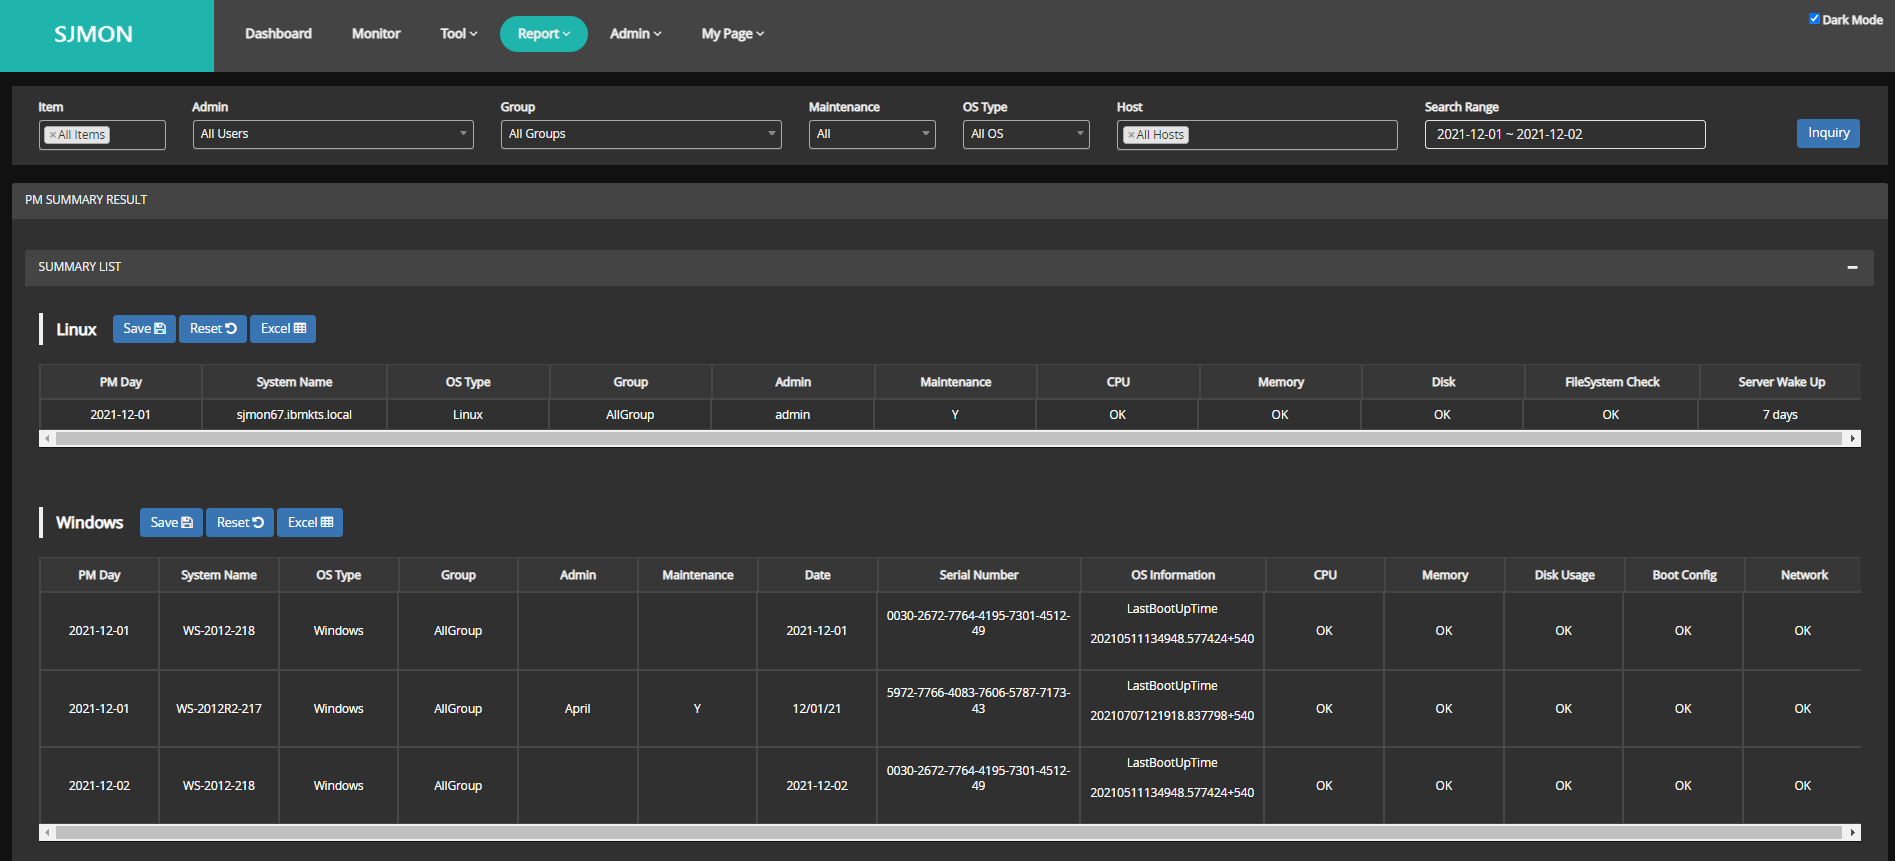 SJMON
Dashboard Monitor Tool Report Admin My Page
Dark Mode
Item Admin Group Maintenance OS Type Host Search Range
×All Items All Users All Groups All All OS ×All Hosts 2021-12-01 ~ 2021-12-02 Inquiry
PM SUMMARY RESULT
SUMMARY LIST
Linux Save Reset Excel
PM Day System Name OS Type Group Admin Maintenance CPU Memory Disk FileSystem Check Server Wake Up
2021-12-01 sjmon67.ibmkts.local Linux AllGroup admin Y OK OK OK OK 7 days
Windows Save Reset Excel
PM Day System Name OS Type Group Admin Maintenance Date Serial Number OS Information CPU Memory Disk Usage Boot Config Network
2021-12-01 WS-2012-218 Windows AllGroup 2021-12-01 0030-2672-7764-4195-7301-4512-
49 LastBootUpTime
20210511134948.577424+540 OK OK OK OK OK
2021-12-01 WS-2012R2-217 Windows AllGroup April Y 12/01/21 5972-7766-4083-7606-5787-7173-
43 LastBootUpTime
20210707121918.837798+540 OK OK OK OK OK
2021-12-02 WS-2012-218 Windows AllGroup 2021-12-02 0030-2672-7764-4195-7301-4512-
49 LastBootUpTime
20210511134948.577424+540 OK OK OK OK OK